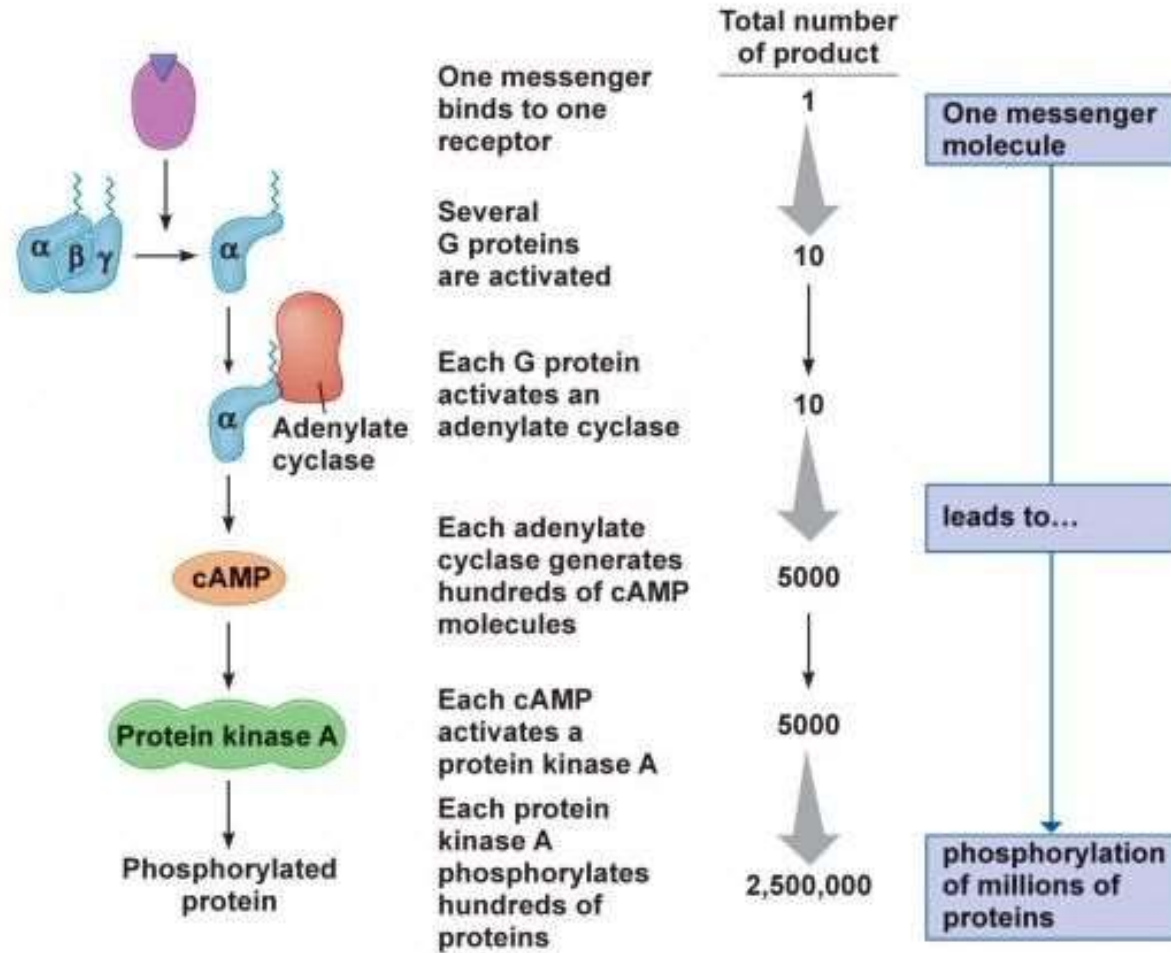 Total number
of product
One messenger
binds to one
receptor
1
One messenger
molecule
α β γ
α
Several
G proteins
are activated
10
α
Adenylate
cyclase
Each G protein
activates an
adenylate cyclase
10
leads to...
cAMP
Each adenylate
cyclase generates
hundreds of cAMP
molecules
5000
Protein kinase A
Each cAMP
activates a
protein kinase A
5000
Phosphorylated
protein
Each protein
kinase A
phosphorylates
hundreds of
proteins
2,500,000
phosphorylation
of millions of
proteins